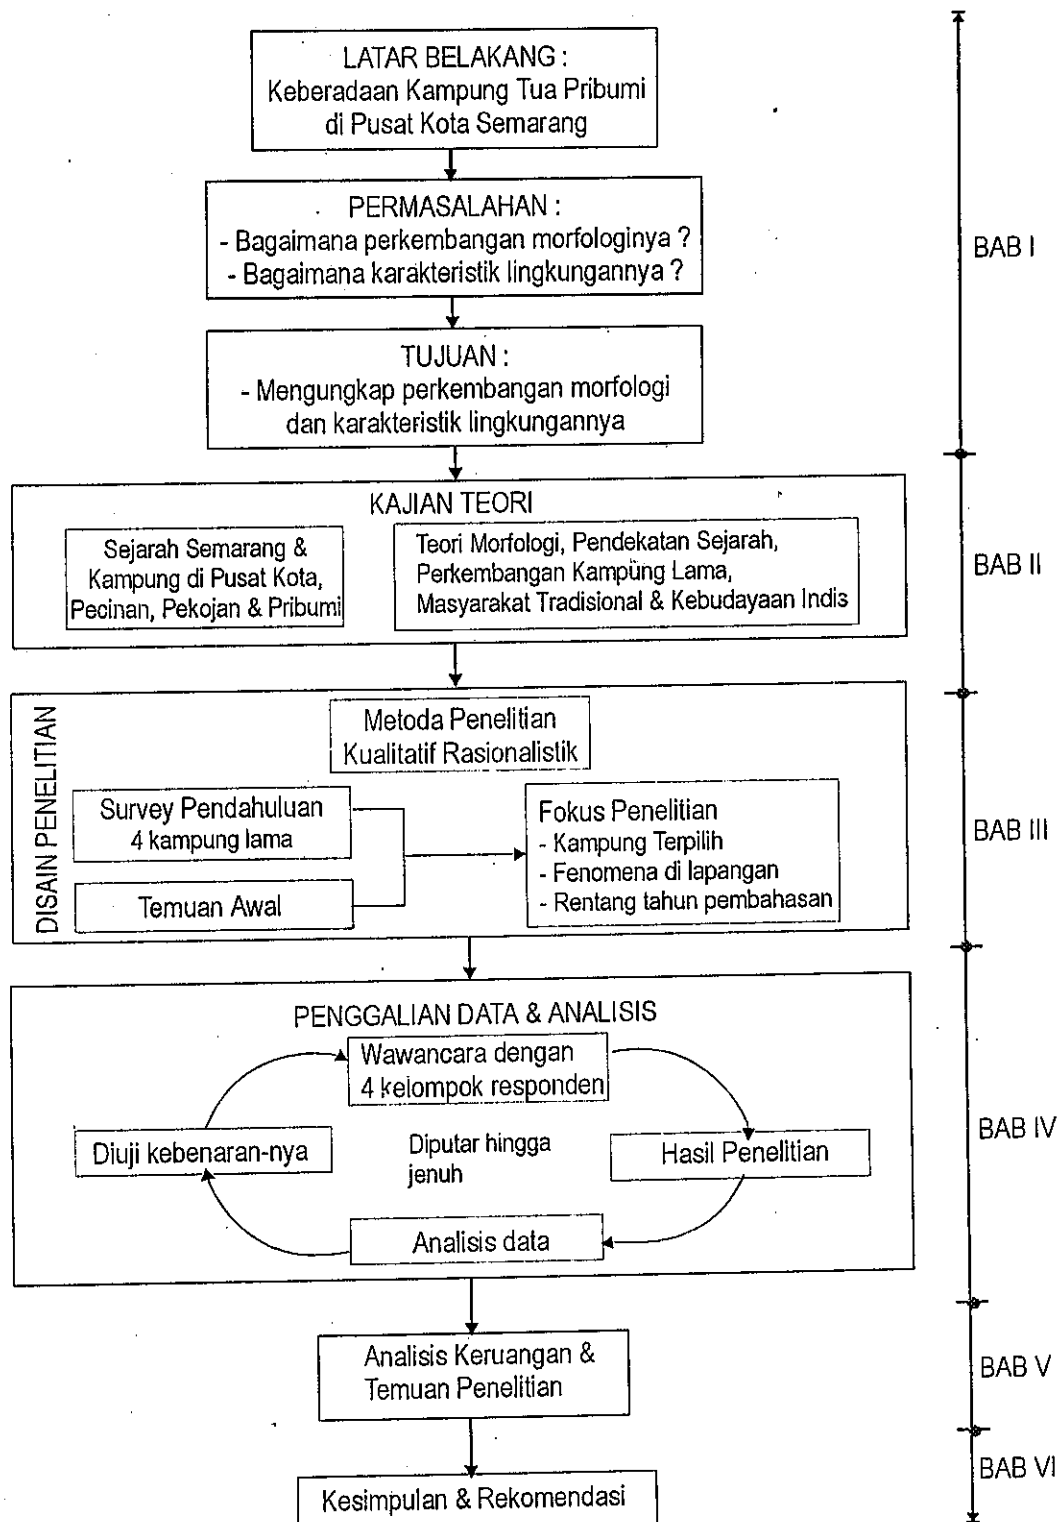 LATAR BELAKANG :
Keberadaan Kampung Tua Pribumi
di Pusat Kota Semarang
PERMASALAHAN :
- Bagaimana perkembangan morfologinya ?
- Bagaimana karakteristik lingkungannya ?
TUJUAN :
- Mengungkap perkembangan morfologi
dan karakteristik lingkungannya
BAB I
KAJIAN TEORI
Sejarah Semarang &
Kampung di Pusat Kota,
Pecinan, Pekojan & Pribumi
Teori Morfologi, Pendekatan Sejarah,
Perkembangan Kampung Lama,
Masyarakat Tradisional & Kebudayaan Indis
BAB II
DISAIN PENELITIAN
Metoda Penelitian
Kualitatif Rasionalistik
Survey Pendahuluan
4 kampung lama
Temuan Awal
Fokus Penelitian
- Kampung Terpilih
- Fenomena di lapangan
- Rentang tahun pembahasan
BAB III
PENGGALIAN DATA & ANALISIS
Wawancara dengan
4 kelompok responden
Diuji kebenaran-nya
Diputar hingga
jenuh
Hasil Penelitian
Analisis data
BAB IV
Analisis Keruangan &
Temuan Penelitian
BAB V
Kesimpulan & Rekomendasi
BAB VI